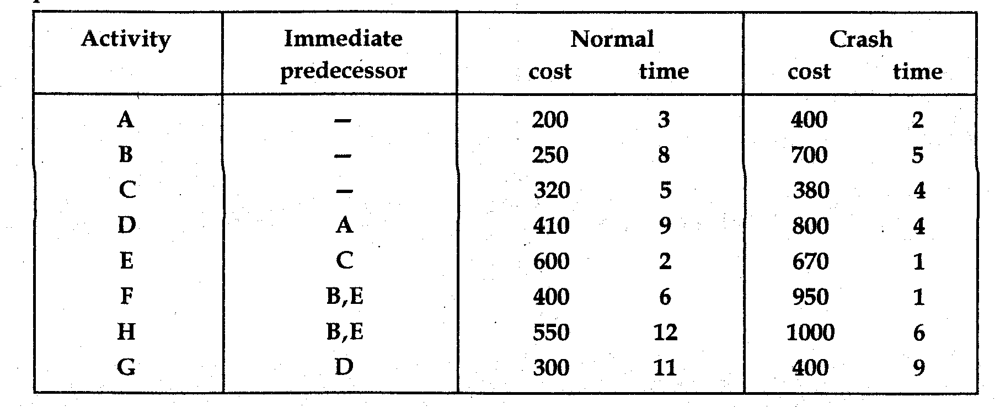 Activity Immediate predecessor Normal Crash
cost time cost time
A – 200 3 400 2
B – 250 8 700 5
C – 320 5 380 4
D A 410 9 800 4
E C 600 2 670 1
F B,E 400 6 950 1
H B,E 550 12 1000 6
G D 300 11 400 9